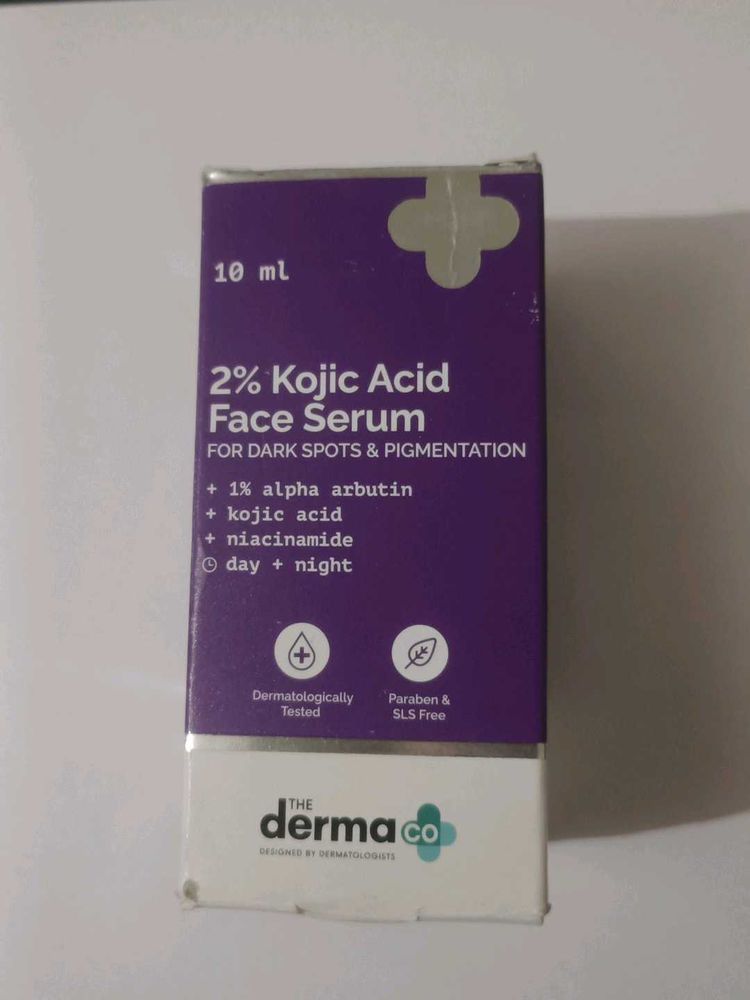 10 ml
2% Kojic Acid
Face Serum
FOR DARK SPOTS & PIGMENTATION
+ 1% alpha arbutin
+ kojic acid
+ niacinamide
day + night
Dermatologically
Tested
Paraben &
SLS Free
THE
derma co
DESIGNED BY DERMATOLOGISTS